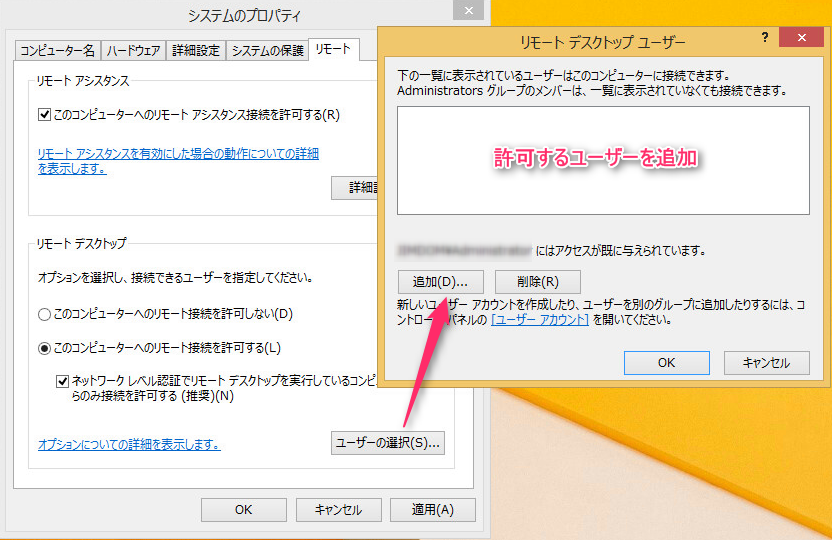 システムのプロパティ
コンピューター名
ハードウェア
詳細設定
システムの保護
リモート
リモート アシスタンス
このコンピューターへのリモート アシスタンス接続を許可する(R)
リモート アシスタンスを有効にした場合の動作についての詳細
を表示します。
リモート デスクトップ
オプションを選択し、接続できるユーザーを指定してください。
このコンピューターへのリモート接続を許可しない(D)
このコンピューターへのリモート接続を許可する(L)
ネットワーク レベル認証でリモート デスクトップを実行しているコンピ
らのみ接続を許可する (推奨)(N)
オプションについての詳細を表示します。
ユーザーの選択(S)...
OK
キャンセル
適用(A)
リモート デスクトップ ユーザー
?
下の一覧に表示されているユーザーはこのコンピューターに接続できます。
Administrators グループのメンバーは、一覧に表示されていなくても接続できます。
許可するユーザーを追加
にはアクセスが既に与えられています。
追加(D)...
削除(R)
新しいユーザー アカウントを作成したり、ユーザーを別のグループに追加したりするには、コ
ントロール パネルの [ユーザー アカウント] を開いてください。
OK
キャンセル